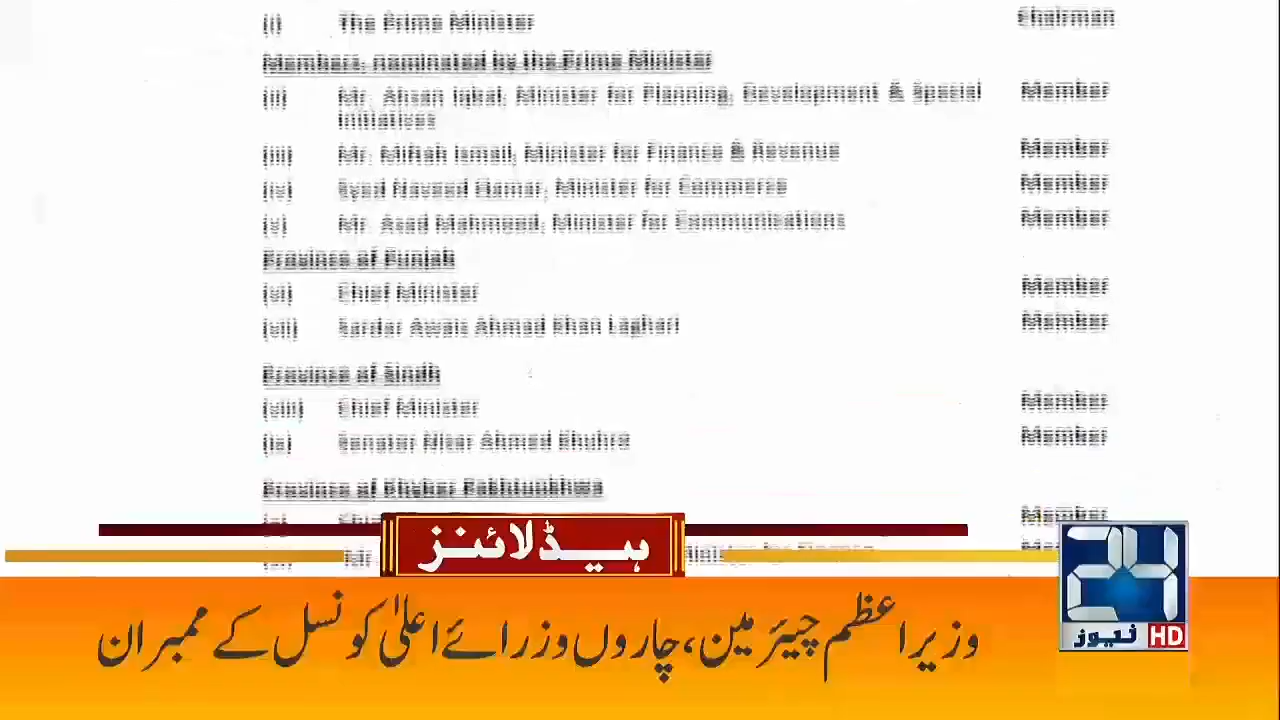 (i) The Prime Minister Chairman
Members, nominated by the Prime Minister
(ii) Mr. Ahsan Iqbal, Minister for Planning, Development & Special Member
Initiatives
(iii) Mr. Miftah Ismail, Minister for Finance & Revenue Member
(iv) Syed Naveed Qamar, Minister for Commerce Member
(v) Mr. Asad Mahmood, Minister for Communications Member
Province of Punjab
(vi) Chief Minister Member
(vii) Sardar Awais Ahmad Khan Laghari Member
Province of Sindh
(viii) Chief Minister Member
(ix) Senator Nisar Ahmed Khuhro Member
Province of Khyber Pakhtunkhwa
Member
ہیڈلائنز
24
نیوز HD
وزیراعظم چیئرمین، چاروں وزرائے اعلیٰ کونسل کے ممبران